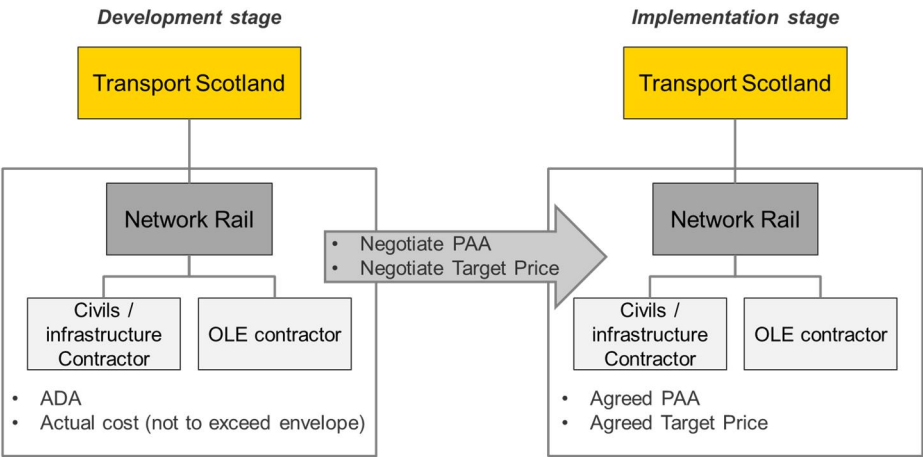 Development stage
Transport Scotland
Network Rail
Civils /
infrastructure
Contractor
OLE contractor
• ADA
• Actual cost (not to exceed envelope)
• Negotiate PAA
• Negotiate Target Price
Implementation stage
Transport Scotland
Network Rail
Civils /
infrastructure
Contractor
OLE contractor
• Agreed PAA
• Agreed Target Price